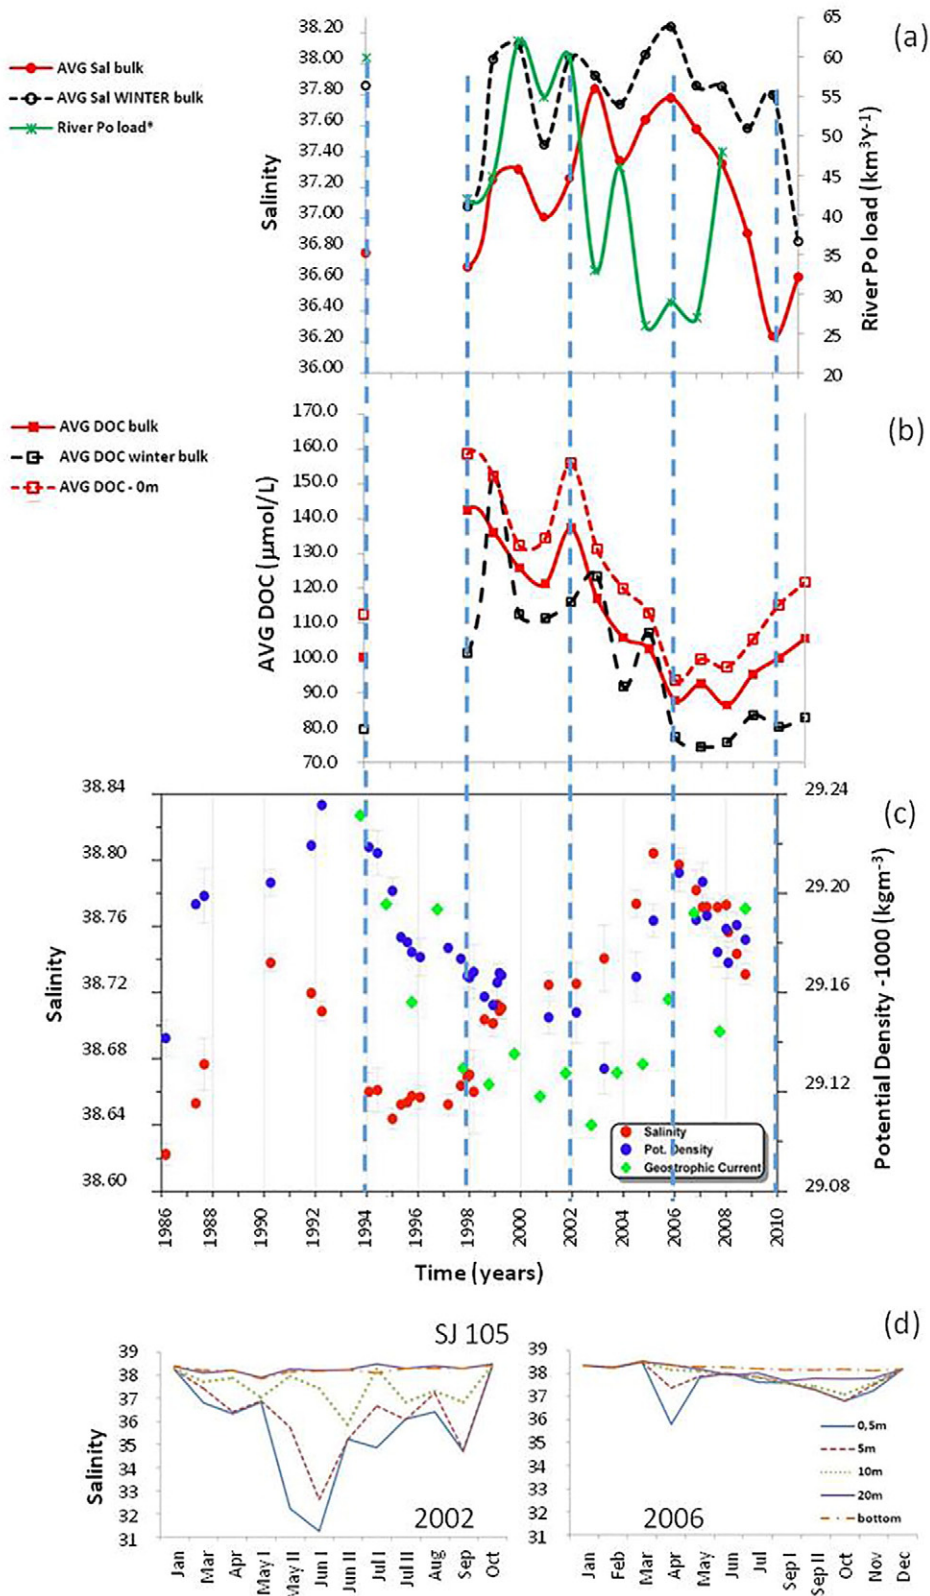 (a)
AVG Sal bulk
AVG Sal WINTER bulk
River Po load*
Salinity
38.20
38.00
37.80
37.60
37.40
37.20
37.00
36.80
36.60
36.40
36.20
36.00
65
60
55
50
45
40
35
30
25
20
River Po load (km³Y⁻¹)
(b)
AVG DOC bulk
AVG DOC winter bulk
AVG DOC - 0m
AVG DOC (µmol/L)
170.0
160.0
150.0
140.0
130.0
120.0
110.0
100.0
90.0
80.0
70.0
(c)
Salinity
38.84
38.80
38.76
38.72
38.68
38.64
38.60
29.24
29.20
29.16
29.12
29.08
Potential Density -1000 (kgm⁻³)
Salinity
Pot. Density
Geostrophic Current
1986 1988 1990 1992 1994 1996 1998 2000 2002 2004 2006 2008 2010
Time (years)
SJ 105
(d)
Salinity
39
38
37
36
35
34
33
32
31
2002
Jan Mar Apr May I May II Jun I Jun II Jul I Jul II Aug Sep Oct
39
38
37
36
35
34
33
32
31
0,5m
5m
10m
20m
bottom
2006
Jan Feb Mar Apr May Jun Jul Sep I Sep II Oct Nov Dec